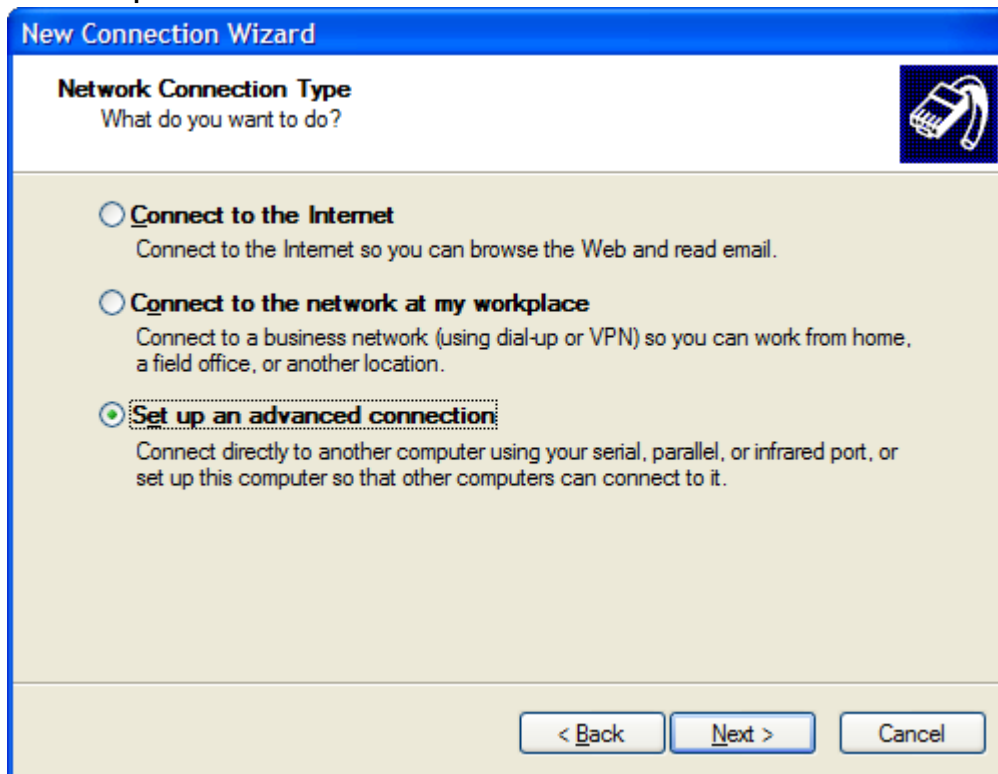 New Connection Wizard
Network Connection Type
What do you want to do?
Connect to the Internet
Connect to the Internet so you can browse the Web and read email.
Connect to the network at my workplace
Connect to a business network (using dial-up or VPN) so you can work from home,
a field office, or another location.
Set up an advanced connection
Connect directly to another computer using your serial, parallel, or infrared port, or
set up this computer so that other computers can connect to it.
< Back Next > Cancel